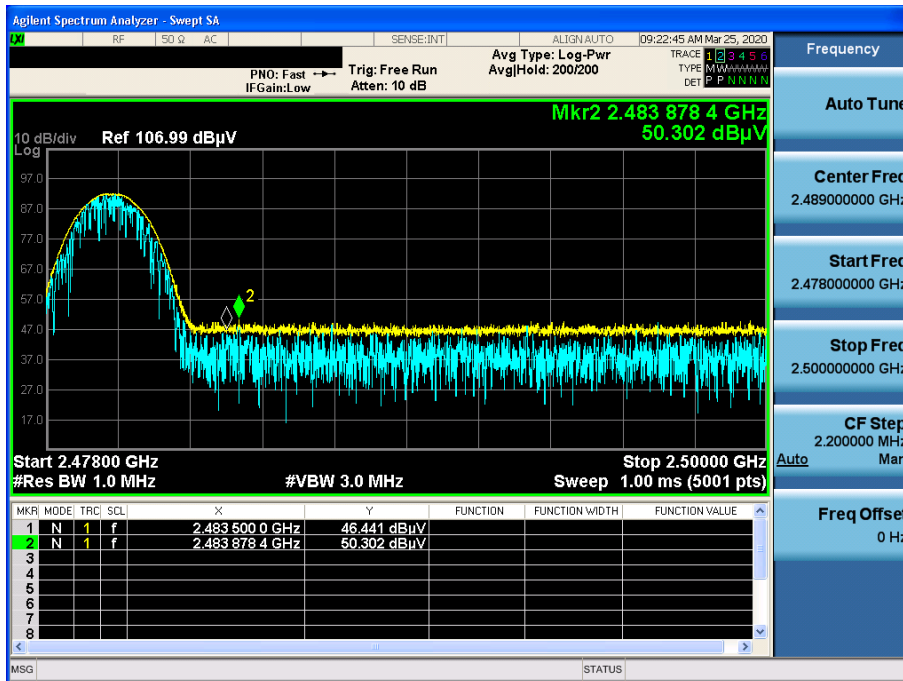 Agilent Spectrum Analyzer - Swept SA
LXI RF 50 Ω AC SENSE:INT ALIGN AUTO 09:22:45 AM Mar 25, 2020
PNO: Fast Trig: Free Run Avg Type: Log-Pwr TRACE 1 2 3 4 5 6
IFGain:Low Atten: 10 dB Avg|Hold: 200/200 TYPE M W W W W W
DET P P N N N N
Mkr2 2.483 878 4 GHz
50.302 dBµV
10 dB/div Ref 106.99 dBµV
Log
97.0
87.0
77.0
67.0
57.0
47.0
37.0
27.0
17.0
2
Start 2.47800 GHz Stop 2.50000 GHz
#Res BW 1.0 MHz #VBW 3.0 MHz Sweep 1.00 ms (5001 pts)
MKR MODE TRC SCL X Y FUNCTION FUNCTION WIDTH FUNCTION VALUE
1 N 1 f 2.483 500 0 GHz 46.441 dBµV
2 N 1 f 2.483 878 4 GHz 50.302 dBµV
3
4
5
6
7
8
MSG STATUS
Frequency
Auto Tune
Center Freq
2.489000000 GHz
Start Freq
2.478000000 GHz
Stop Freq
2.500000000 GHz
CF Step
2.200000 MHz
Auto Man
Freq Offset
0 Hz